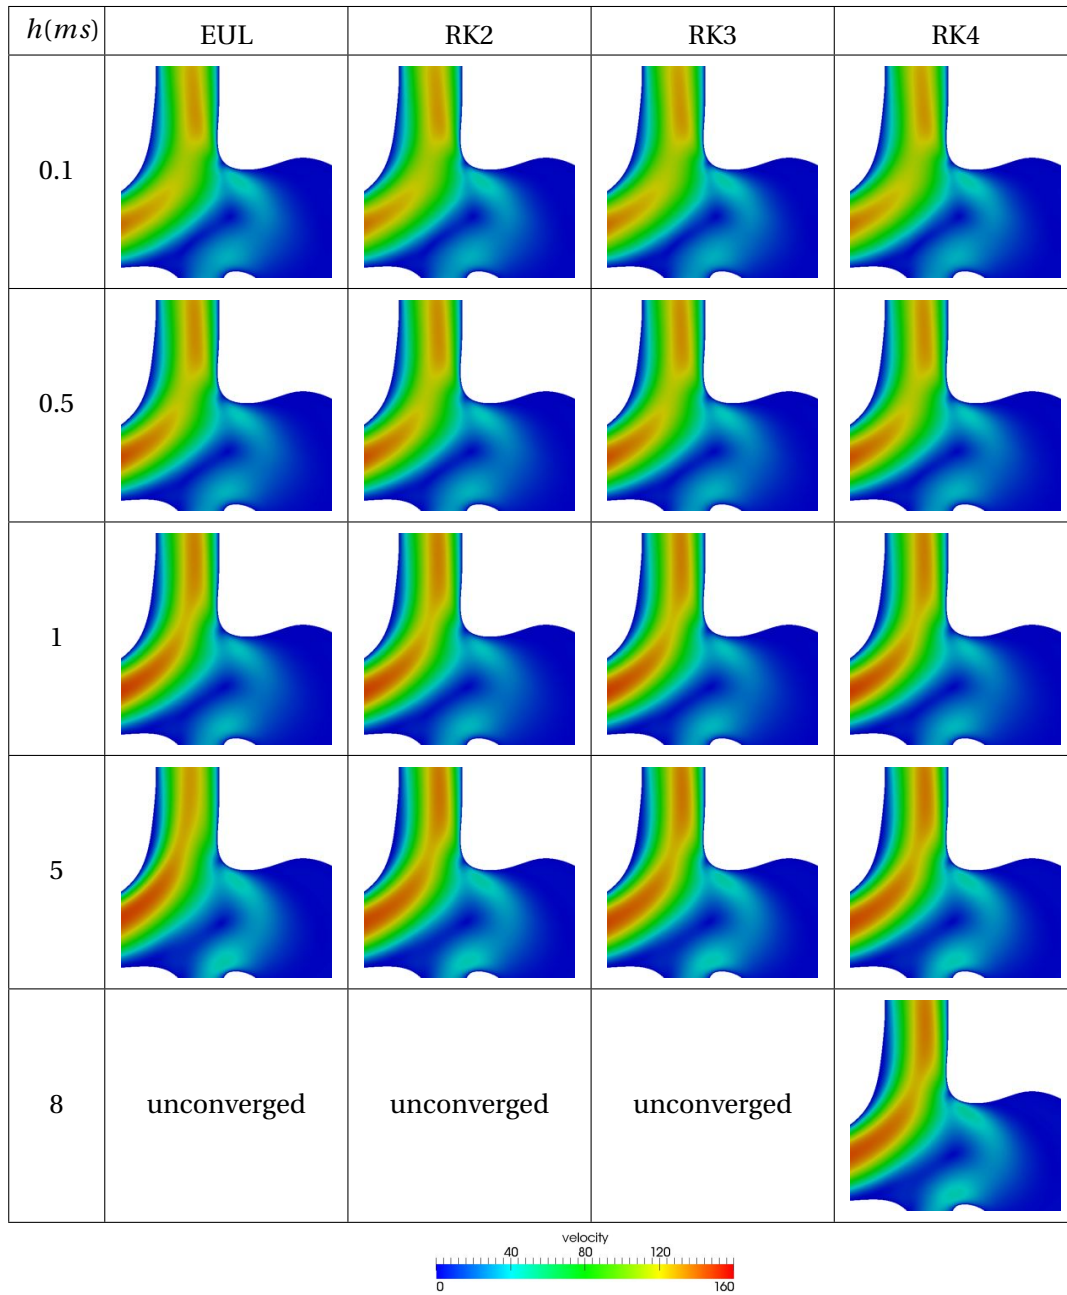 h(ms) EUL RK2 RK3 RK4
0.1
0.5
1
5
8 unconverged unconverged unconverged
velocity
40 80 120
0 160